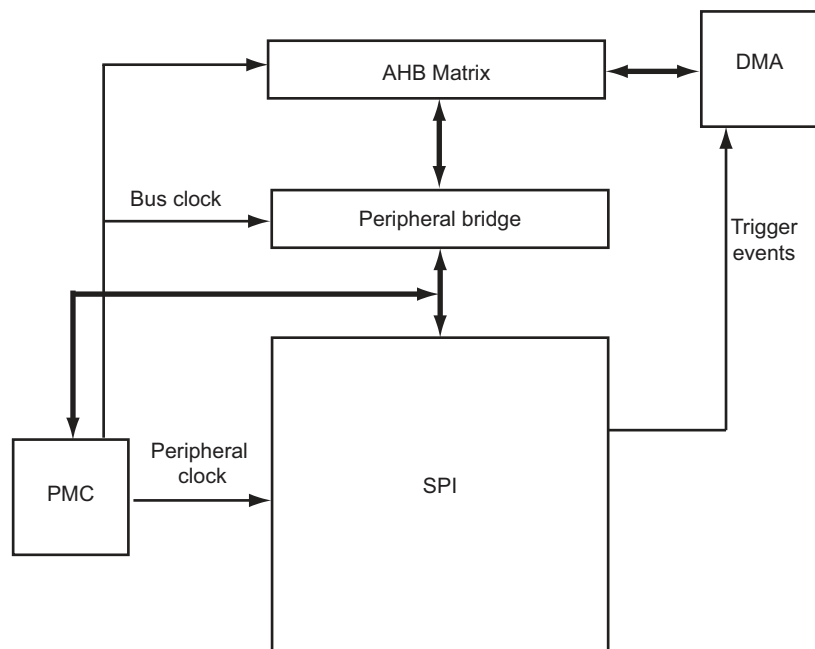 AHB Matrix
DMA
Bus clock
Peripheral bridge
Trigger
events
Peripheral
clock
PMC
SPI